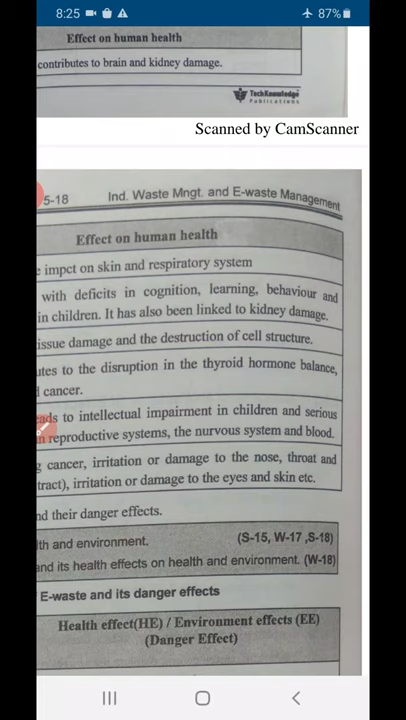 8:25
87%
Effect on human health
contributes to brain and kidney damage.
TechKnowledge
Publications
Scanned by CamScanner
5-18
Ind. Waste Mngt. and E-waste Management
Effect on human health
e impct on skin and respiratory system
with deficits in cognition, learning, behaviour and
in children. It has also been linked to kidney damage.
issue damage and the destruction of cell structure.
utes to the disruption in the thyroid hormone balance,
cancer.
ads to intellectual impairment in children and serious
n reproductive systems, the nurvous system and blood.
g cancer, irritation or damage to the nose, throat and
tract), irritation or damage to the eyes and skin etc.
nd their danger effects.
lth and environment. (S-15, W-17 ,S-18)
and its health effects on health and environment. (W-18)
E-waste and its danger effects
Health effect(HE) / Environment effects (EE)
(Danger Effect)